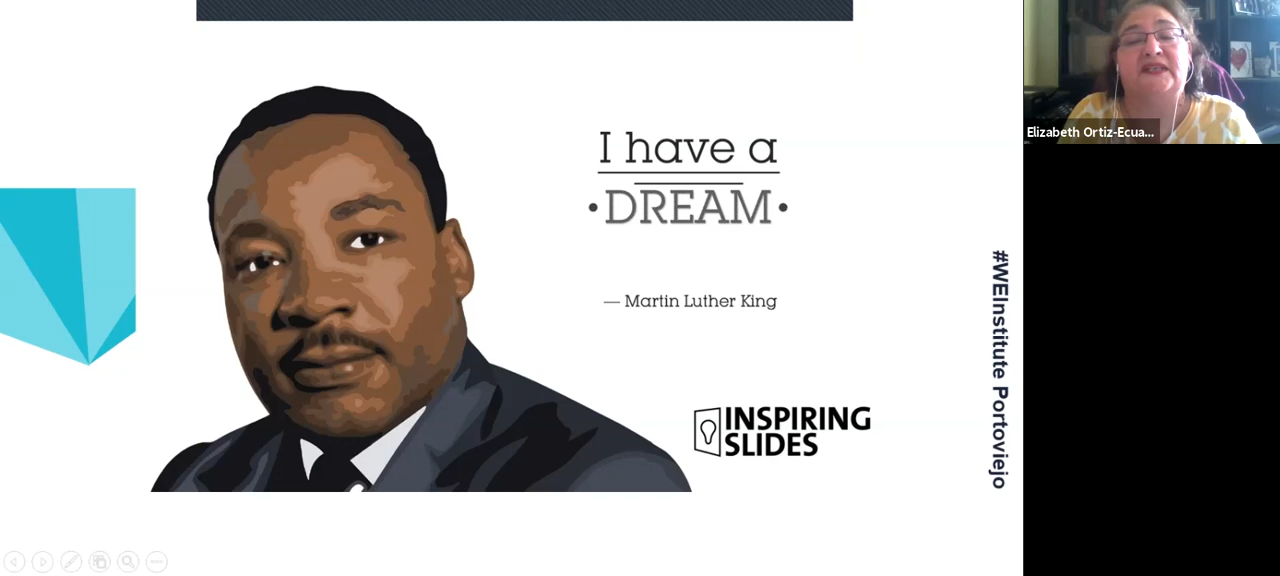 I have a
DREAM
— Martin Luther King
INSPIRING
SLIDES
#WEInstitute Portoviejo
Elizabeth Ortiz-Ecua...